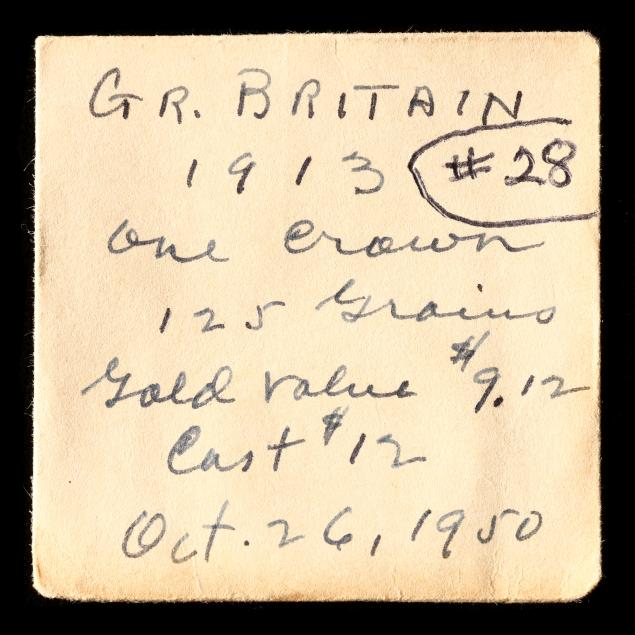 GR. BRITAIN
1913 #28
One Crown
125 Grains
Gold value $9.12
Cost $12
Oct. 26, 1950